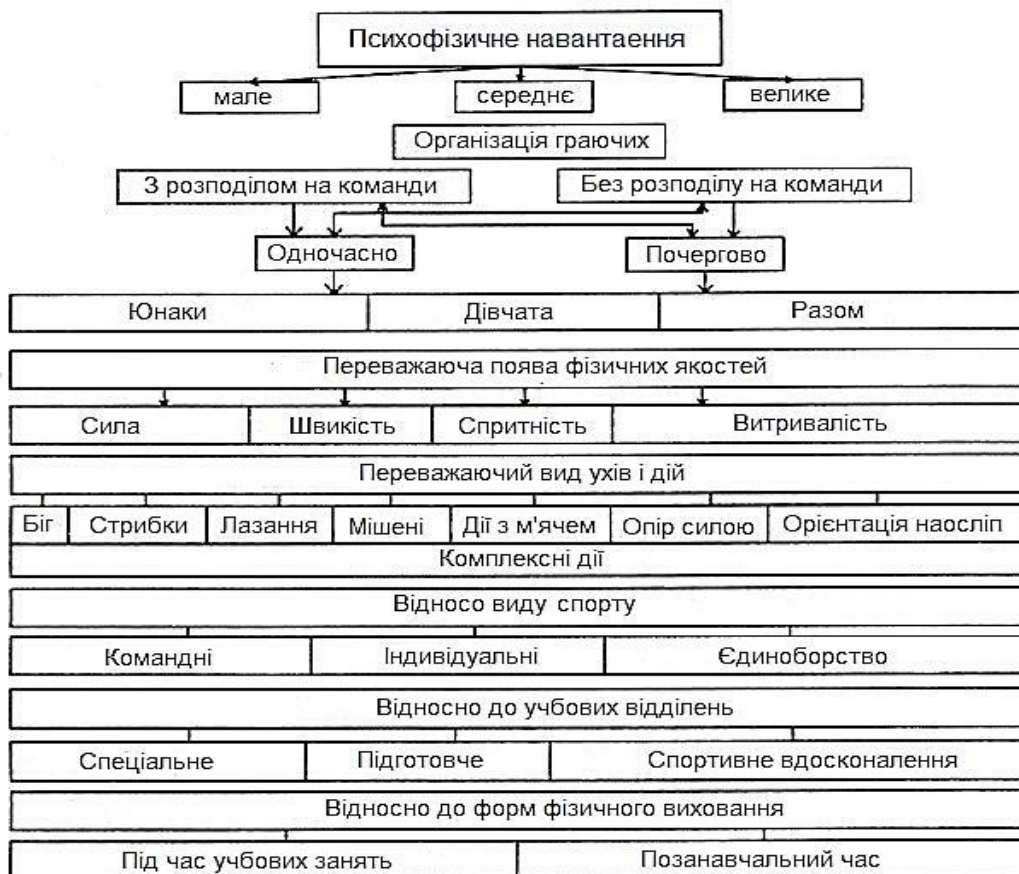 Психофізичне навантаення
мале середнє велике
Організація граючих
З розподілом на команди Без розподілу на команди
Одночасно Почергово
Юнаки Дівчата Разом
Переважаюча поява фізичних якостей
Сила Швикість Спритність Витривалість
Переважаючий вид ухів і дій
Біг Стрибки Лазання Мішені Дії з м'ячем Опір силою Орієнтація наосліп
Комплексні дії
Відносо виду спорту
Командні Індивідуальні Єдиноборство
Відносно до учбових відділень
Спеціальне Підготовче Спортивне вдосконалення
Відносно до форм фізичного виховання
Під час учбових занять Позанавчальний час